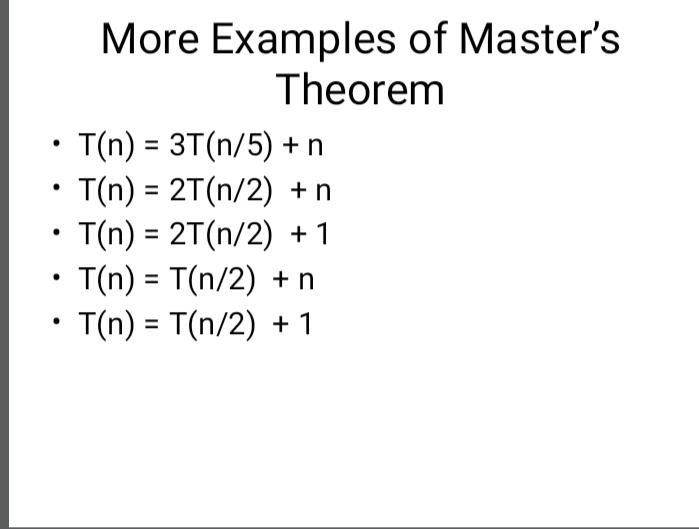 More Examples of Master’s
Theorem
• T(n) = 3T(n/5) + n
• T(n) = 2T(n/2) + n
• T(n) = 2T(n/2) + 1
• T(n) = T(n/2) + n
• T(n) = T(n/2) + 1